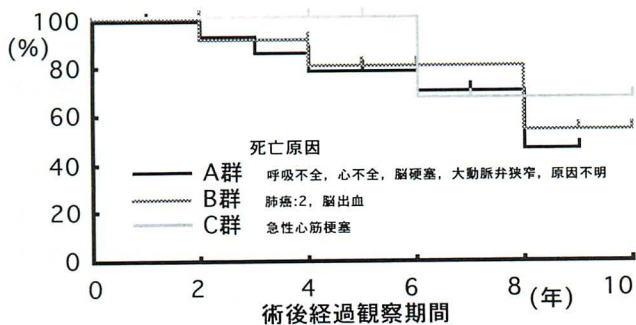 100
(%)
80
60
40
20
0
死亡原因
A群 呼吸不全，心不全，脳硬塞，大動脈弁狭窄，原因不明
B群 肺癌:2，脳出血
C群 急性心筋梗塞
0 2 4 6 8 (年) 10
術後経過観察期間